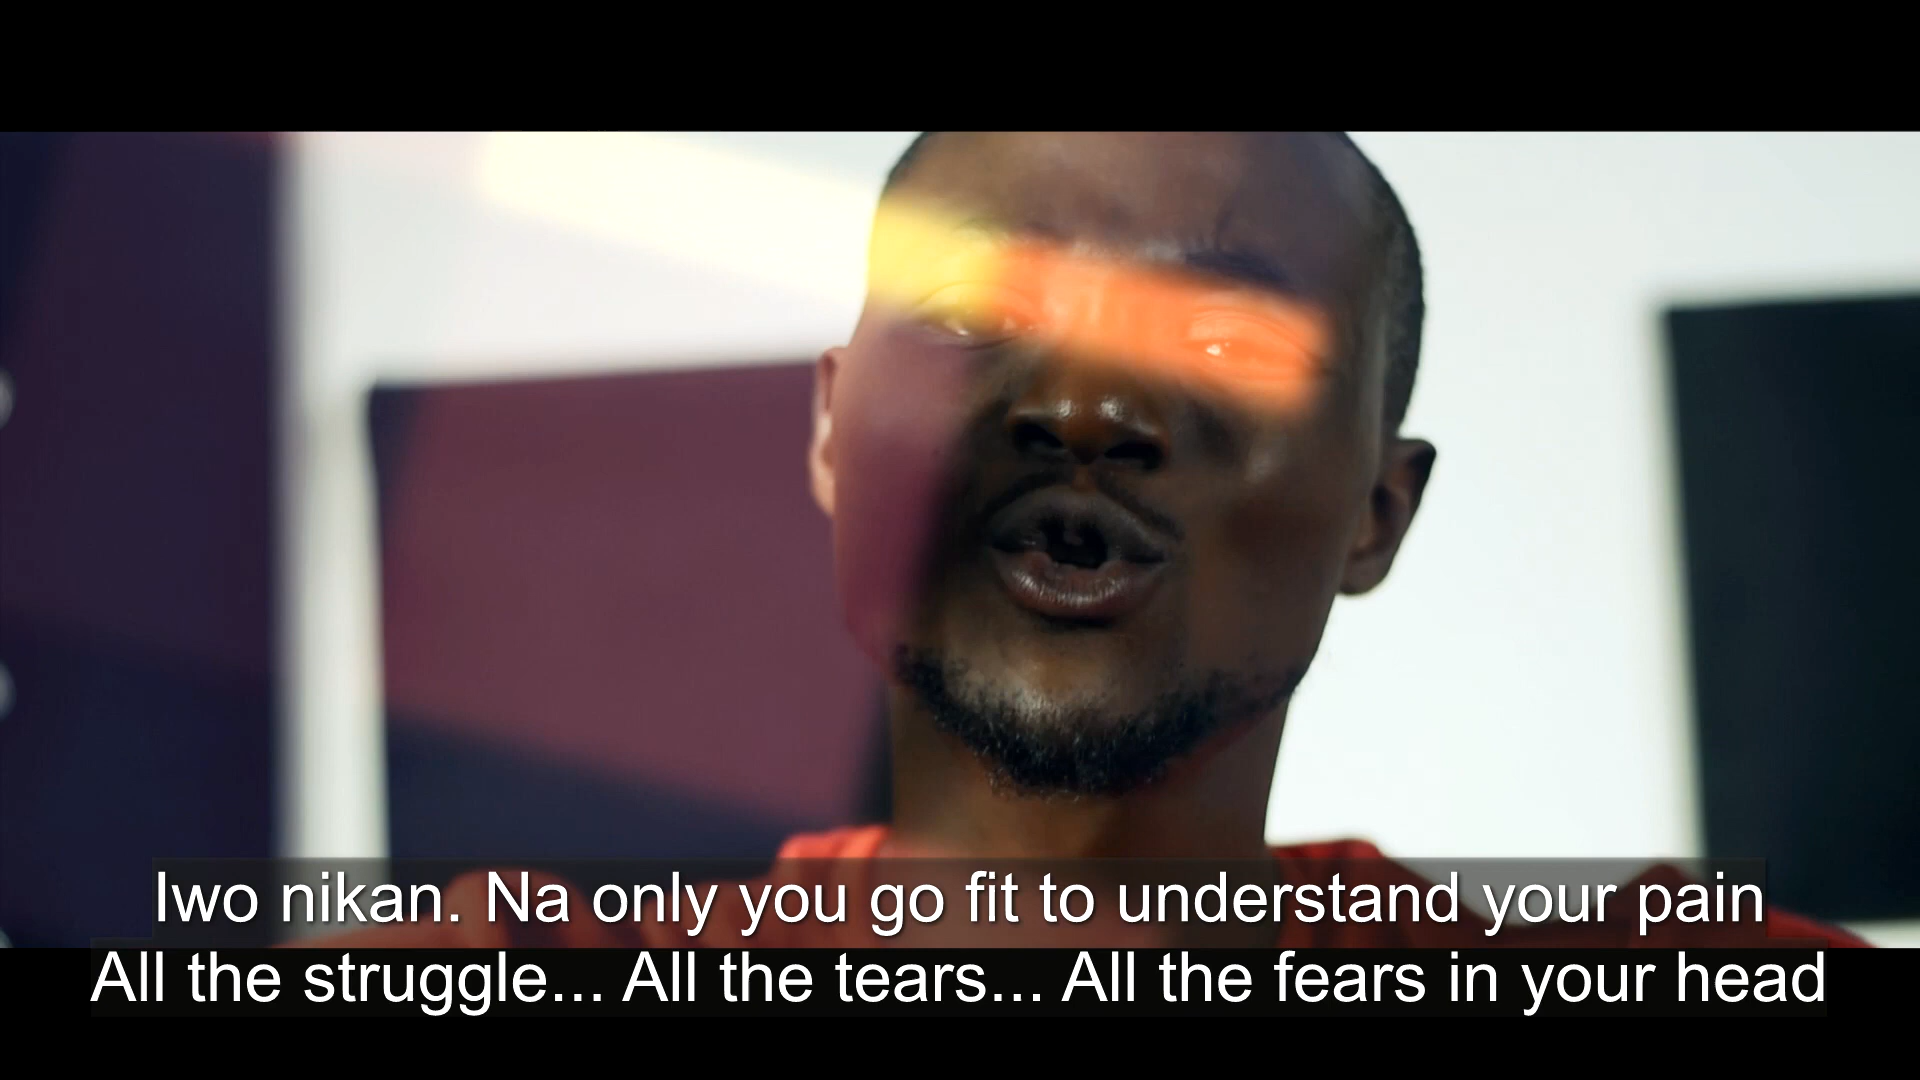 Iwo nikan. Na only you go fit to understand your pain
All the struggle... All the tears... All the fears in your head